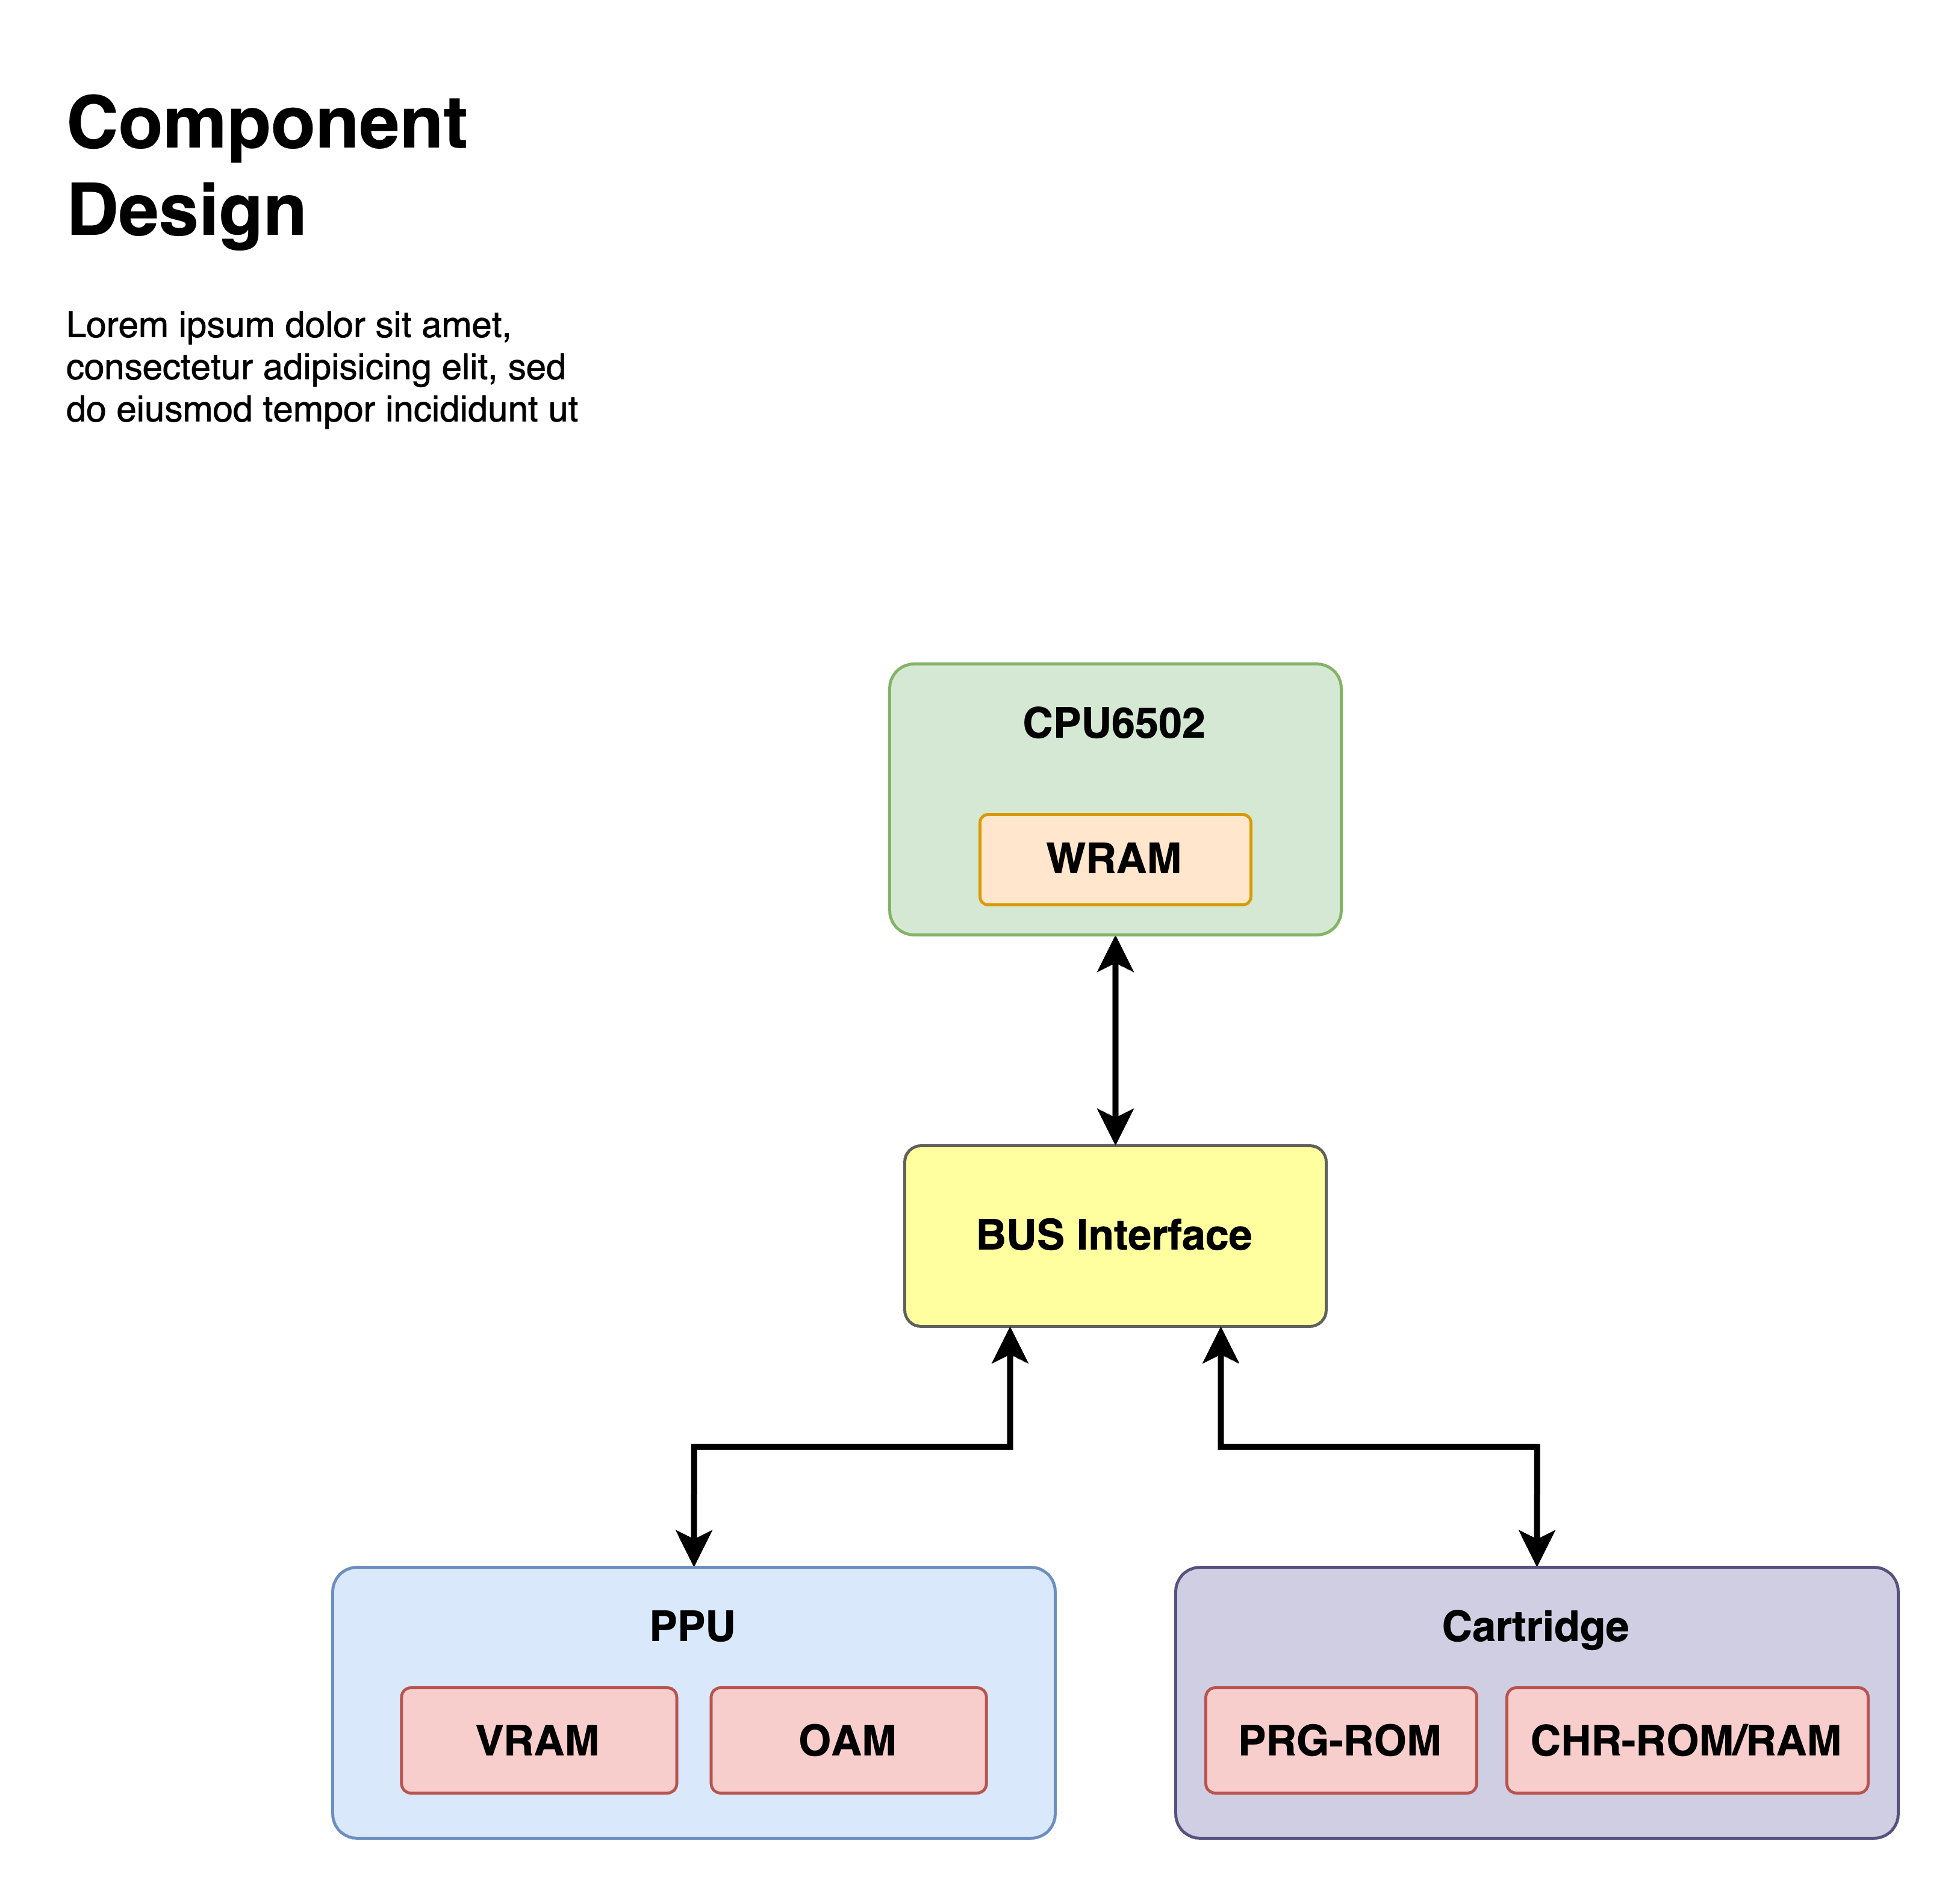 Component
Design
Lorem ipsum dolor sit amet,
consectetur adipisicing elit, sed
do eiusmod tempor incididunt ut
CPU6502
WRAM
BUS Interface
PPU
VRAM
OAM
Cartridge
PRG-ROM
CHR-ROM/RAM